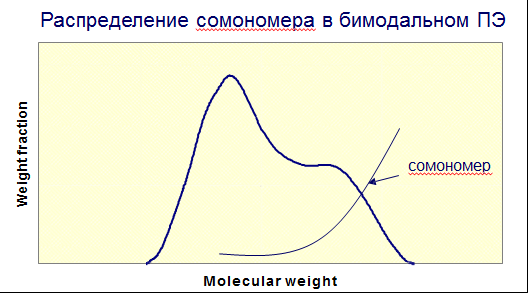 Распределение сомономера в бимодальном ПЭ
Weight fraction
сомономер
Molecular weight